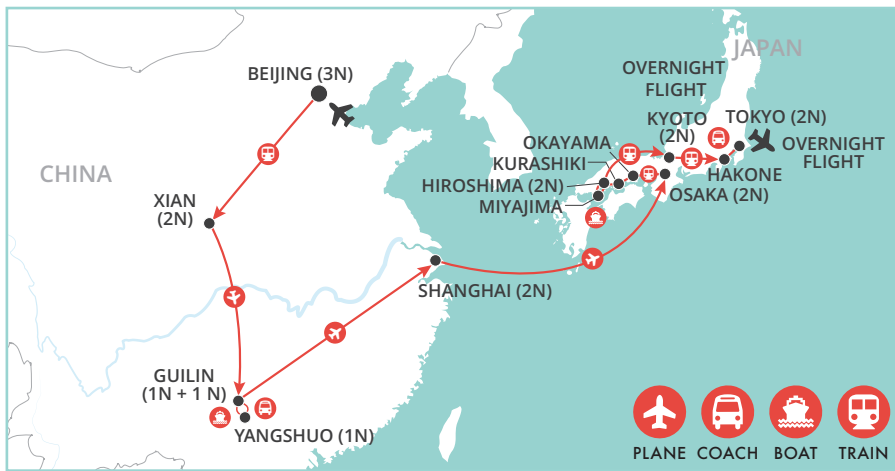 JAPAN
BEIJING (3N)
OVERNIGHT
FLIGHT
KYOTO
(2N)
TOKYO (2N)
OVERNIGHT
FLIGHT
OKAYAMA
KURASHIKI
HIROSHIMA (2N)
MIYAJIMA
HAKONE
OSAKA (2N)
CHINA
XIAN
(2N)
SHANGHAI (2N)
GUILIN
(1N + 1 N)
YANGSHUO (1N)
PLANE COACH BOAT TRAIN